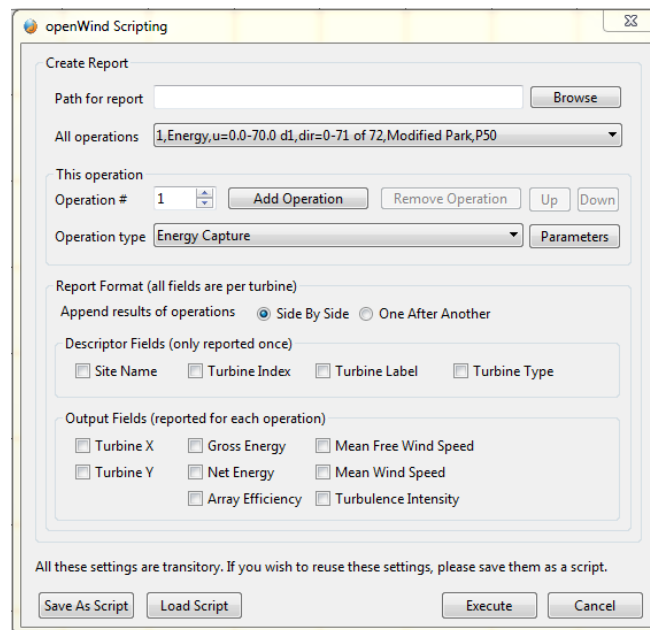 openWind Scripting
Create Report
Path for report Browse
All operations 1,Energy,u=0.0-70.0 d1,dir=0-71 of 72,Modified Park,P50
This operation
Operation # 1 Add Operation Remove Operation Up Down
Operation type Energy Capture Parameters
Report Format (all fields are per turbine)
Append results of operations Side By Side One After Another
Descriptor Fields (only reported once)
Site Name Turbine Index Turbine Label Turbine Type
Output Fields (reported for each operation)
Turbine X Gross Energy Mean Free Wind Speed
Turbine Y Net Energy Mean Wind Speed
Array Efficiency Turbulence Intensity
All these settings are transitory. If you wish to reuse these settings, please save them as a script.
Save As Script Load Script Execute Cancel